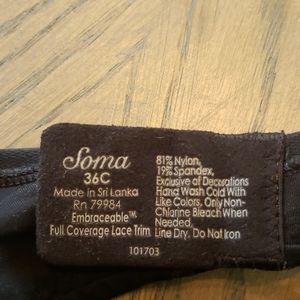 Soma
36C
Made in Sri Lanka
Rn 79984
Embraceable™
Full Coverage Lace Trim
81% Nylon,
19% Spandex,
Exclusive of Decorations
Hand Wash Cold With
Like Colors, Only Non-
Chlorine Bleach When
Needed.
Line Dry. Do Not Iron
101703